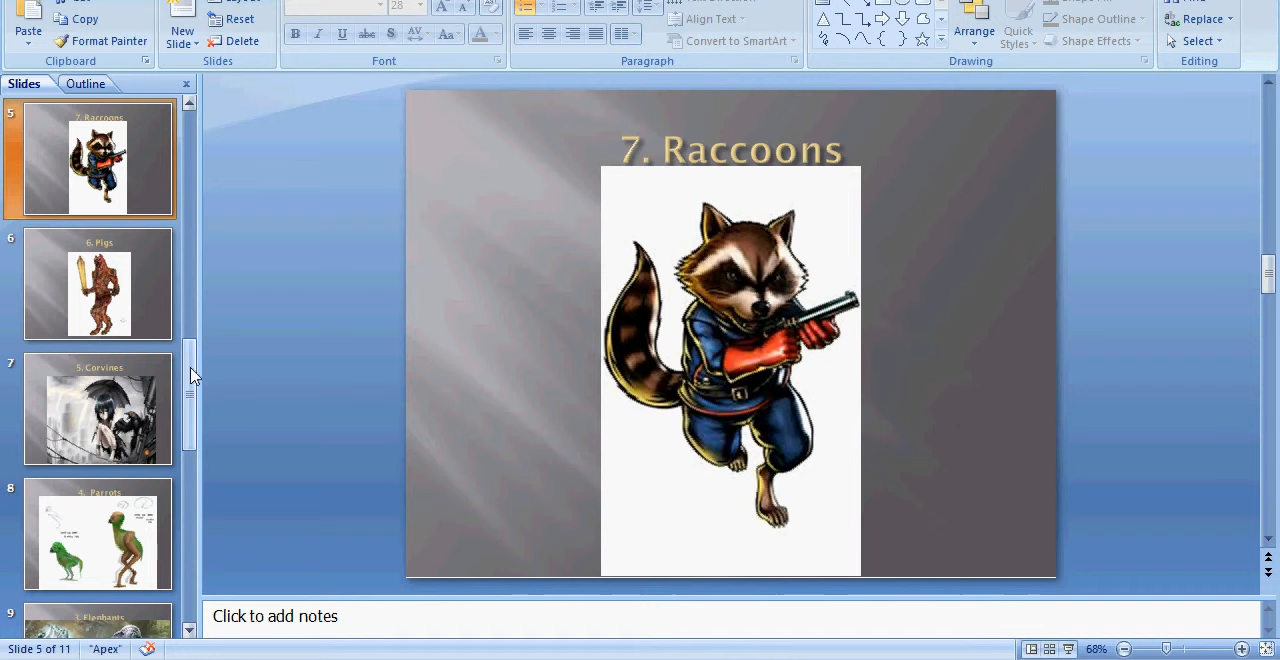 Copy
Reset
Paste
Format Painter
New
Slide
Delete
28
B I U abc S AV Aa A
Align Text
Convert to SmartArt
Arrange
Quick
Styles
Shape Outline
Shape Effects
Replace
Select
Clipboard
Slides
Font
Paragraph
Drawing
Editing
Slides
Outline
x
5
7. Raccoons
6
6. Pigs
7
5. Corvines
8
4. Parrots
9
3. Elephants
7. Raccoons
Click to add notes
Slide 5 of 11
"Apex"
68%